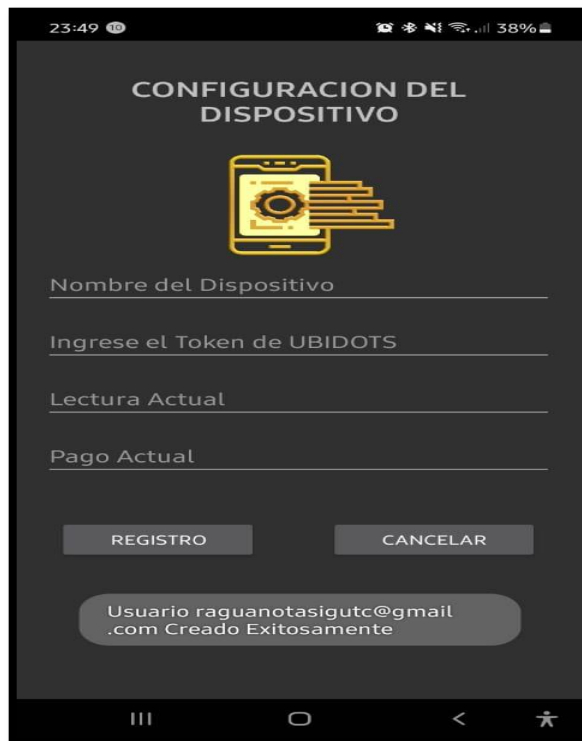 23:49 10 38%
CONFIGURACION DEL
DISPOSITIVO
Nombre del Dispositivo
Ingrese el Token de UBIDOTS
Lectura Actual
Pago Actual
REGISTRO CANCELAR
Usuario raguanotasigutc@gmail
.com Creado Exitosamente